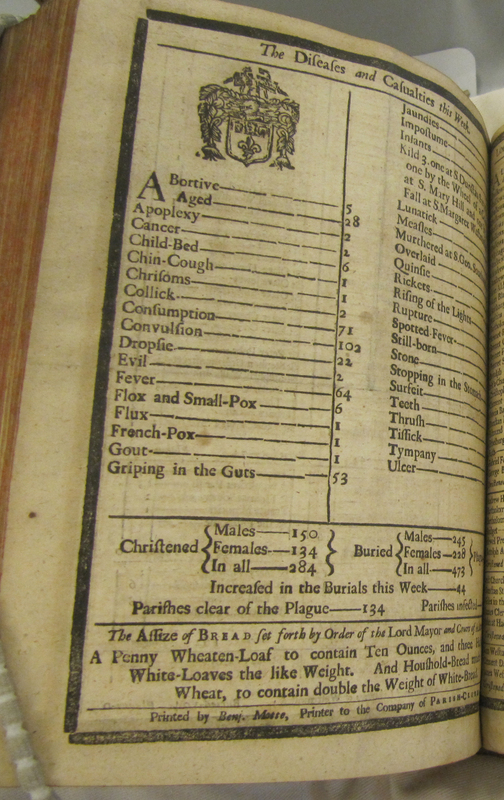 The Diſeaſes and Caſualties this Week.
ABortive 5
Aged 28
Apoplexy 2
Cancer 2
Child-Bed 6
Chin-Cough 1
Chriſoms 1
Collick 2
Conſumption 71
Convulſion 102
Dropſie 22
Evil 2
Fever 64
Flox and Small-Pox 6
Flux 1
French-Pox 1
Gout 1
Griping in the Guts 53
Jaundies
Impoſtume
Infants
Kild 3. one at S.
one by the Wheel of
at S. Mary Hill and
Fall at S. Margaret
Lunatick
Meaſles
Murthered at S.
Overlaid
Quinſie
Rickets
Riſing of the Lights
Rupture
Spotted Fever
Still-born
Stone
Stopping in the
Surfeit
Teeth
Thruſh
Tiſſick
Tympany
Ulcer
Chriſtened { Males 150 Females 134 In all 284 }
Buried { Males 245 Females 228 In all 473 }
Increaſed in the Burials this Week 44
Pariſhes clear of the Plague 134 Pariſhes
The Aſſize of BREAD ſet forth by Order of the Lord Mayor and Court of
A Penny Wheaten-Loaf to contain Ten Ounces, and three
White-Loaves the like Weight. And Houſhold-Bread
Wheat, to contain double the Weight of White-Bread
Printed by Benj. Motte, Printer to the Company of